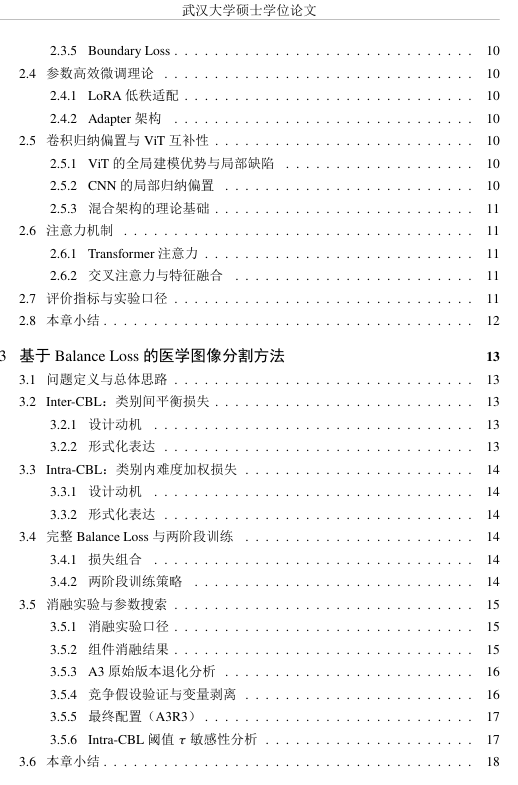 武汉大学硕士学位论文
2.3.5 Boundary Loss . . . . . . . . . . . . . . . . . . . . . . . . . . . . . . 10
2.4 参数高效微调理论 . . . . . . . . . . . . . . . . . . . . . . . . . . . . . . . 10
2.4.1 LoRA 低秩适配 . . . . . . . . . . . . . . . . . . . . . . . . . . . . . 10
2.4.2 Adapter 架构 . . . . . . . . . . . . . . . . . . . . . . . . . . . . . . 10
2.5 卷积归纳偏置与 ViT 互补性 . . . . . . . . . . . . . . . . . . . . . . . . . . 10
2.5.1 ViT 的全局建模优势与局部缺陷 . . . . . . . . . . . . . . . . . . . 10
2.5.2 CNN 的局部归纳偏置 . . . . . . . . . . . . . . . . . . . . . . . . . 10
2.5.3 混合架构的理论基础 . . . . . . . . . . . . . . . . . . . . . . . . . . 11
2.6 注意力机制 . . . . . . . . . . . . . . . . . . . . . . . . . . . . . . . . . . . 11
2.6.1 Transformer 注意力 . . . . . . . . . . . . . . . . . . . . . . . . . . . 11
2.6.2 交叉注意力与特征融合 . . . . . . . . . . . . . . . . . . . . . . . . 11
2.7 评价指标与实验口径 . . . . . . . . . . . . . . . . . . . . . . . . . . . . . . 11
2.8 本章小结 . . . . . . . . . . . . . . . . . . . . . . . . . . . . . . . . . . . . . 12
3 基于 Balance Loss 的医学图像分割方法 13
3.1 问题定义与总体思路 . . . . . . . . . . . . . . . . . . . . . . . . . . . . . . 13
3.2 Inter-CBL：类别间平衡损失 . . . . . . . . . . . . . . . . . . . . . . . . . . 13
3.2.1 设计动机 . . . . . . . . . . . . . . . . . . . . . . . . . . . . . . . . 13
3.2.2 形式化表达 . . . . . . . . . . . . . . . . . . . . . . . . . . . . . . . 13
3.3 Intra-CBL：类别内难度加权损失 . . . . . . . . . . . . . . . . . . . . . . . 14
3.3.1 设计动机 . . . . . . . . . . . . . . . . . . . . . . . . . . . . . . . . 14
3.3.2 形式化表达 . . . . . . . . . . . . . . . . . . . . . . . . . . . . . . . 14
3.4 完整 Balance Loss 与两阶段训练 . . . . . . . . . . . . . . . . . . . . . . . 14
3.4.1 损失组合 . . . . . . . . . . . . . . . . . . . . . . . . . . . . . . . . 14
3.4.2 两阶段训练策略 . . . . . . . . . . . . . . . . . . . . . . . . . . . . 14
3.5 消融实验与参数搜索 . . . . . . . . . . . . . . . . . . . . . . . . . . . . . . 15
3.5.1 消融实验口径 . . . . . . . . . . . . . . . . . . . . . . . . . . . . . . 15
3.5.2 组件消融结果 . . . . . . . . . . . . . . . . . . . . . . . . . . . . . . 15
3.5.3 A3 原始版本退化分析 . . . . . . . . . . . . . . . . . . . . . . . . . 16
3.5.4 竞争假设验证与变量剥离 . . . . . . . . . . . . . . . . . . . . . . . 16
3.5.5 最终配置（A3R3） . . . . . . . . . . . . . . . . . . . . . . . . . . . 17
3.5.6 Intra-CBL 阈值 τ 敏感性分析 . . . . . . . . . . . . . . . . . . . . . 17
3.6 本章小结 . . . . . . . . . . . . . . . . . . . . . . . . . . . . . . . . . . . . . 18